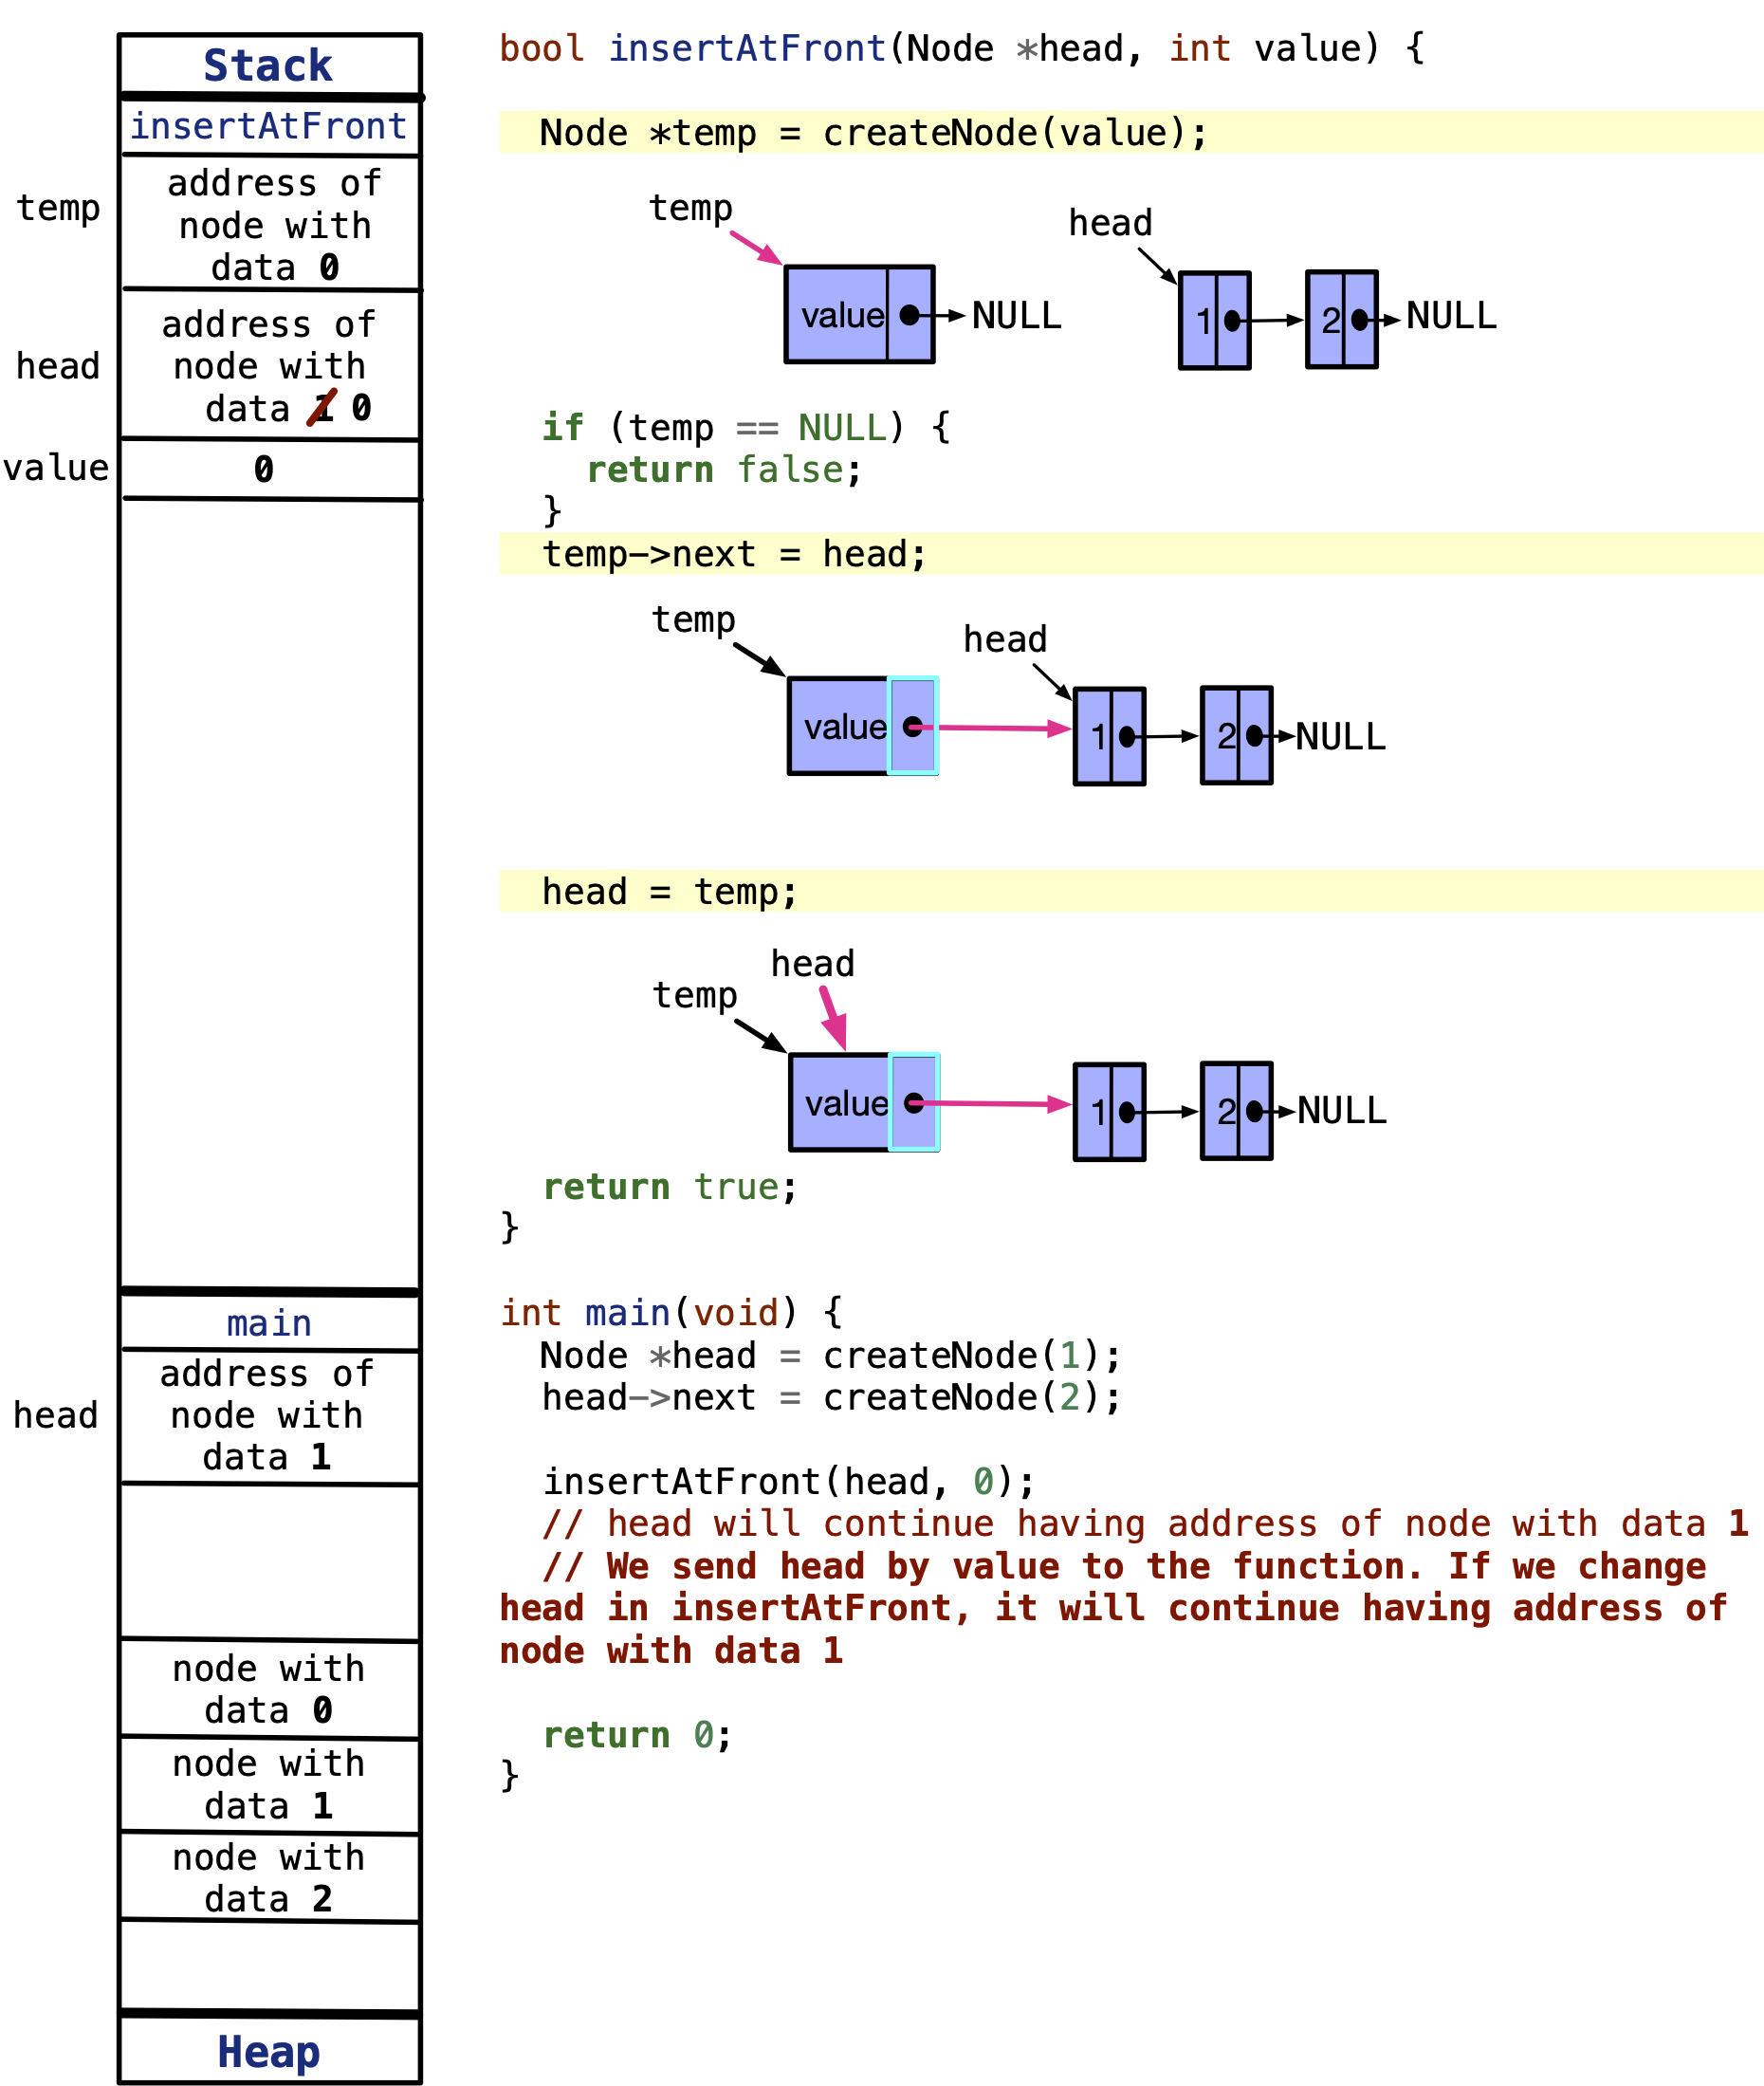 Stack
insertAtFront
temp
address of
node with
data 0
head
address of
node with
data 1 0
value
0
main
head
address of
node with
data 1
node with
data 0
node with
data 1
node with
data 2
Heap
bool insertAtFront(Node *head, int value) {
Node *temp = createNode(value);
temp
head
value
NULL
1
2
NULL
if (temp == NULL) {
return false;
}
temp->next = head;
temp
head
value
1
2
NULL
head = temp;
head
temp
value
1
2
NULL
return true;
}
int main(void) {
Node *head = createNode(1);
head->next = createNode(2);
insertAtFront(head, 0);
// head will continue having address of node with data 1
// We send head by value to the function. If we change
head in insertAtFront, it will continue having address of
node with data 1
return 0;
}